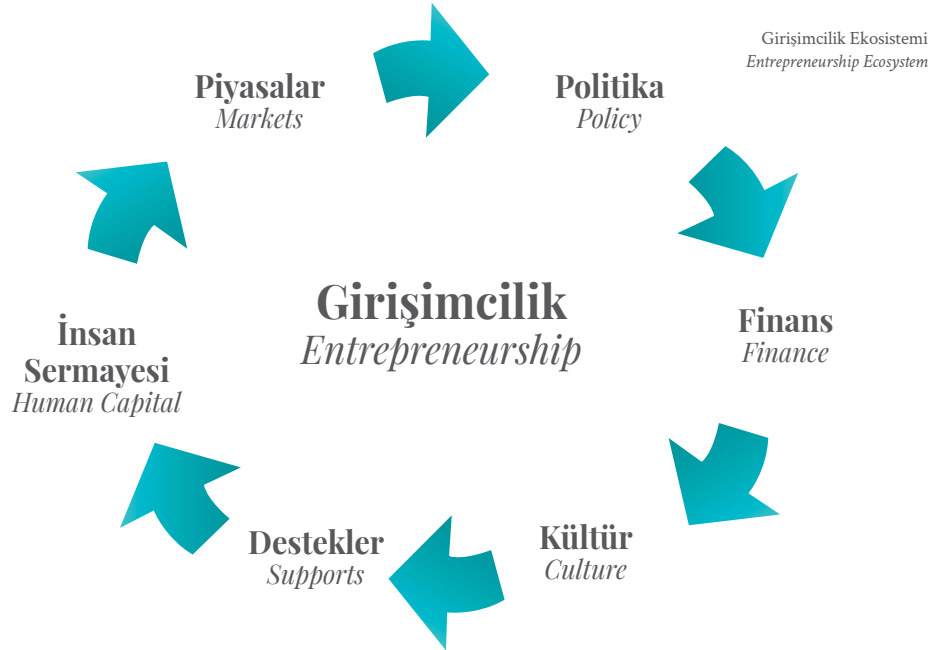 Girişimcilik Ekosistemi
Entrepreneurship Ecosystem
Piyasalar
Markets
Politika
Policy
Girişimcilik
Entrepreneurship
Finans
Finance
İnsan
Sermayesi
Human Capital
Destekler
Supports
Kültür
Culture